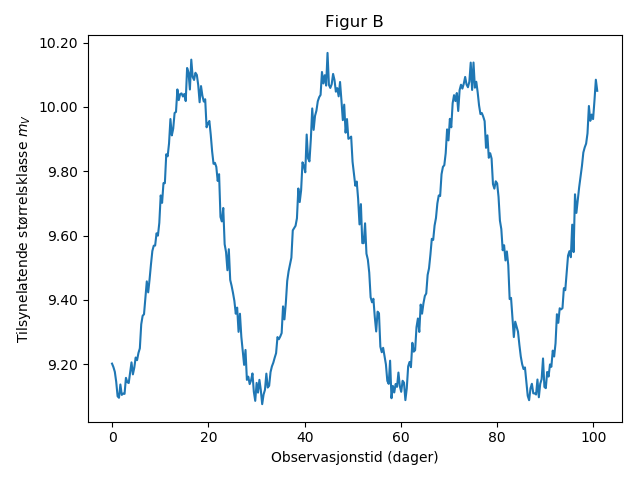 Figur B
10.20
10.00
9.80
9.60
9.40
9.20
Tilsynelatende størrelsklasse m_V
0 20 40 60 80 100
Observasjonstid (dager)